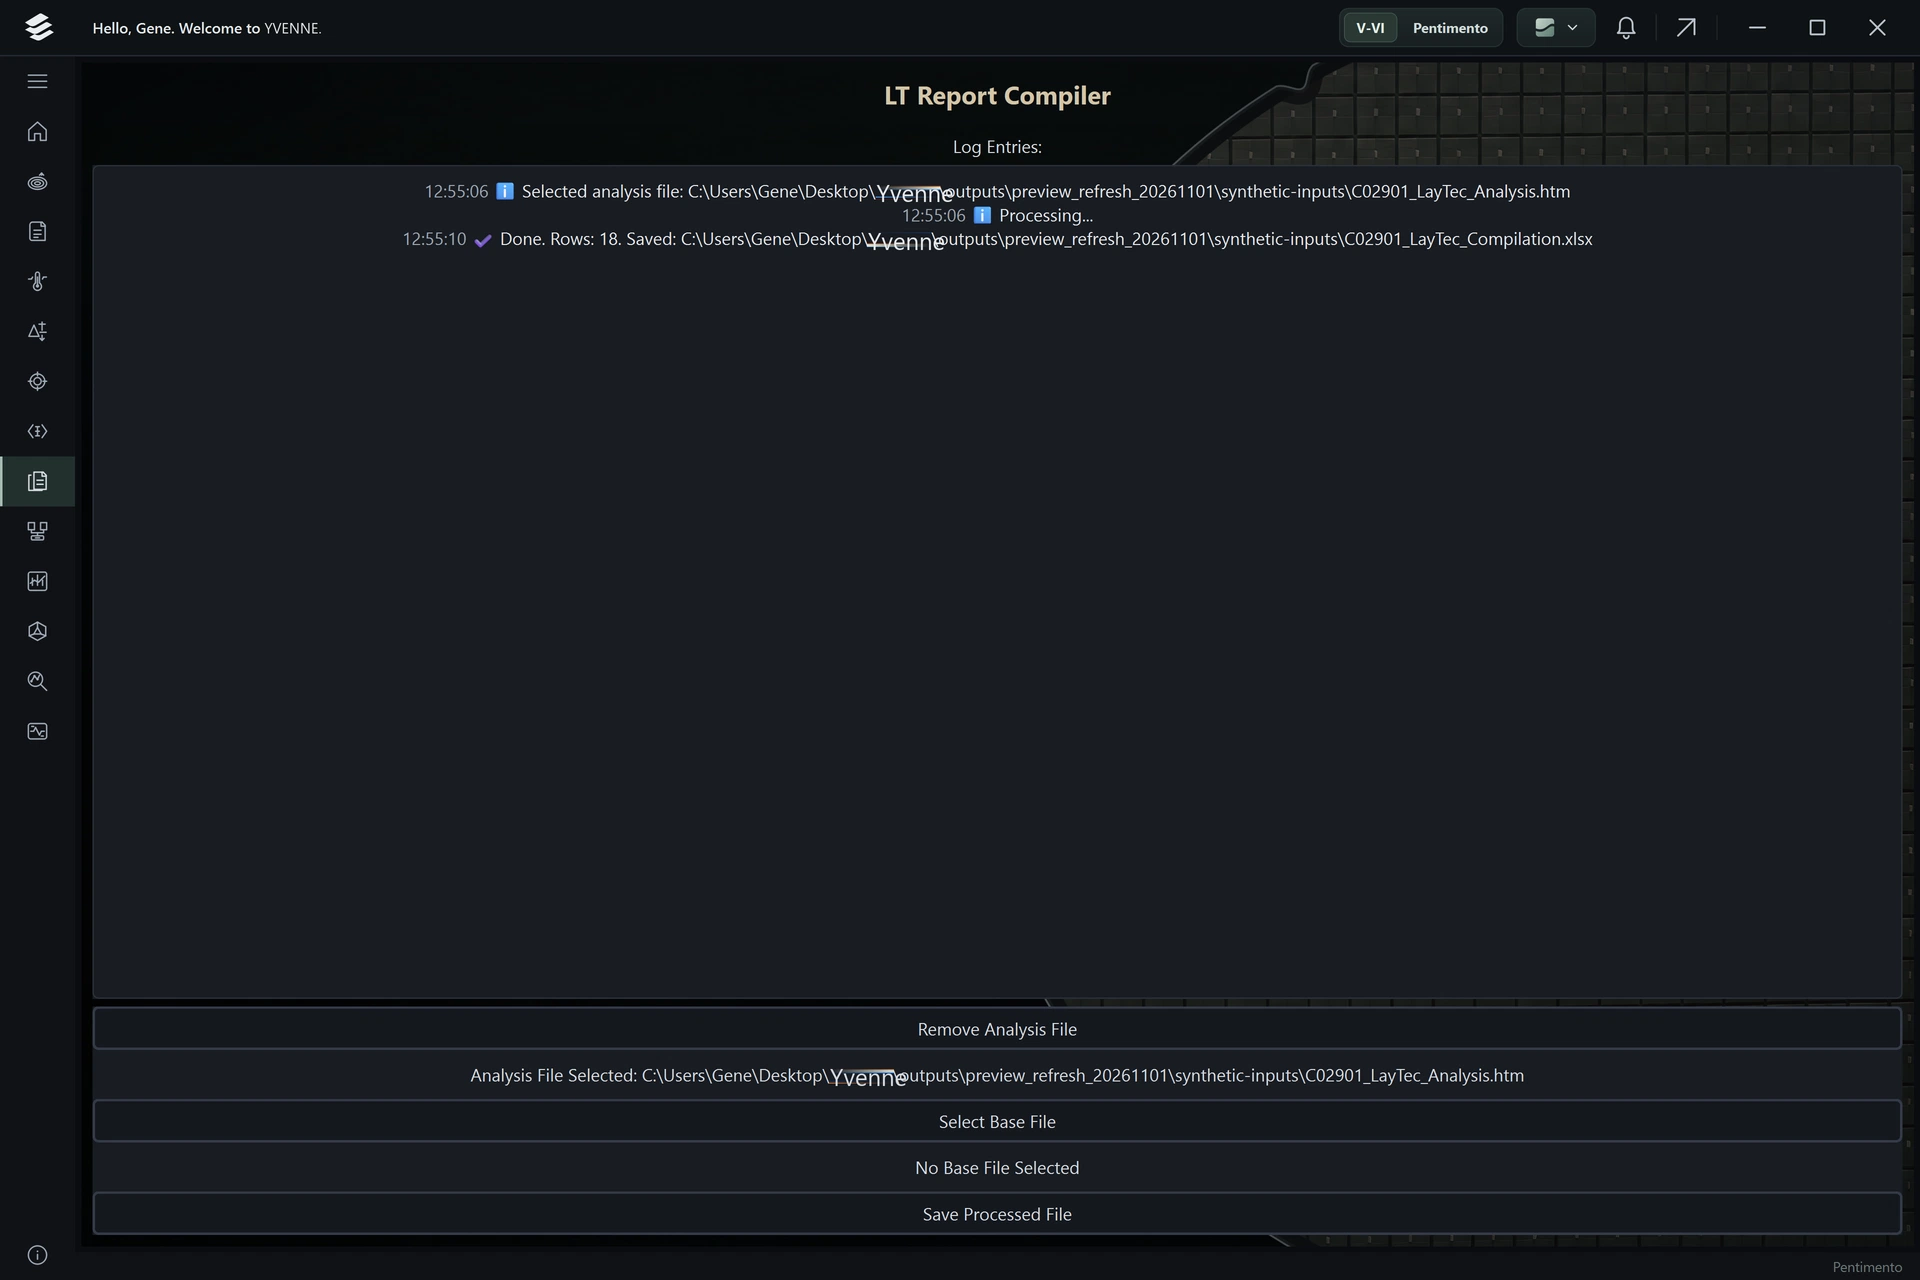 Hello, Gene. Welcome to YVENNE.
V-VI Pentimento
LT Report Compiler
Log Entries:
12:55:06 Selected analysis file: C:\Users\Gene\Desktop\Yvenne\outputs\preview_refresh_20261101\synthetic-inputs\C02901_LayTec_Analysis.htm
12:55:06 Processing...
12:55:10 Done. Rows: 18. Saved: C:\Users\Gene\Desktop\Yvenne\outputs\preview_refresh_20261101\synthetic-inputs\C02901_LayTec_Compilation.xlsx
Remove Analysis File
Analysis File Selected: C:\Users\Gene\Desktop\Yvenne\outputs\preview_refresh_20261101\synthetic-inputs\C02901_LayTec_Analysis.htm
Select Base File
No Base File Selected
Save Processed File
Pentimento